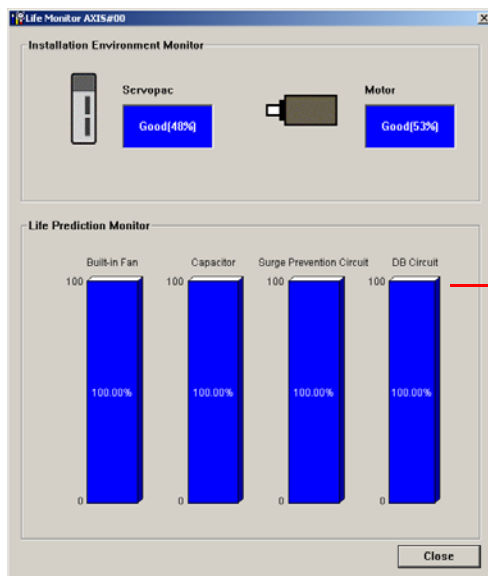 Life Monitor AXIS#00
Installation Environment Monitor
Servopac
Good(48%)
Motor
Good(53%)
Life Prediction Monitor
Built-in Fan Capacitor Surge Prevention Circuit DB Circuit
100 100 100 100
100.00% 100.00% 100.00% 100.00%
0 0 0 0
Close